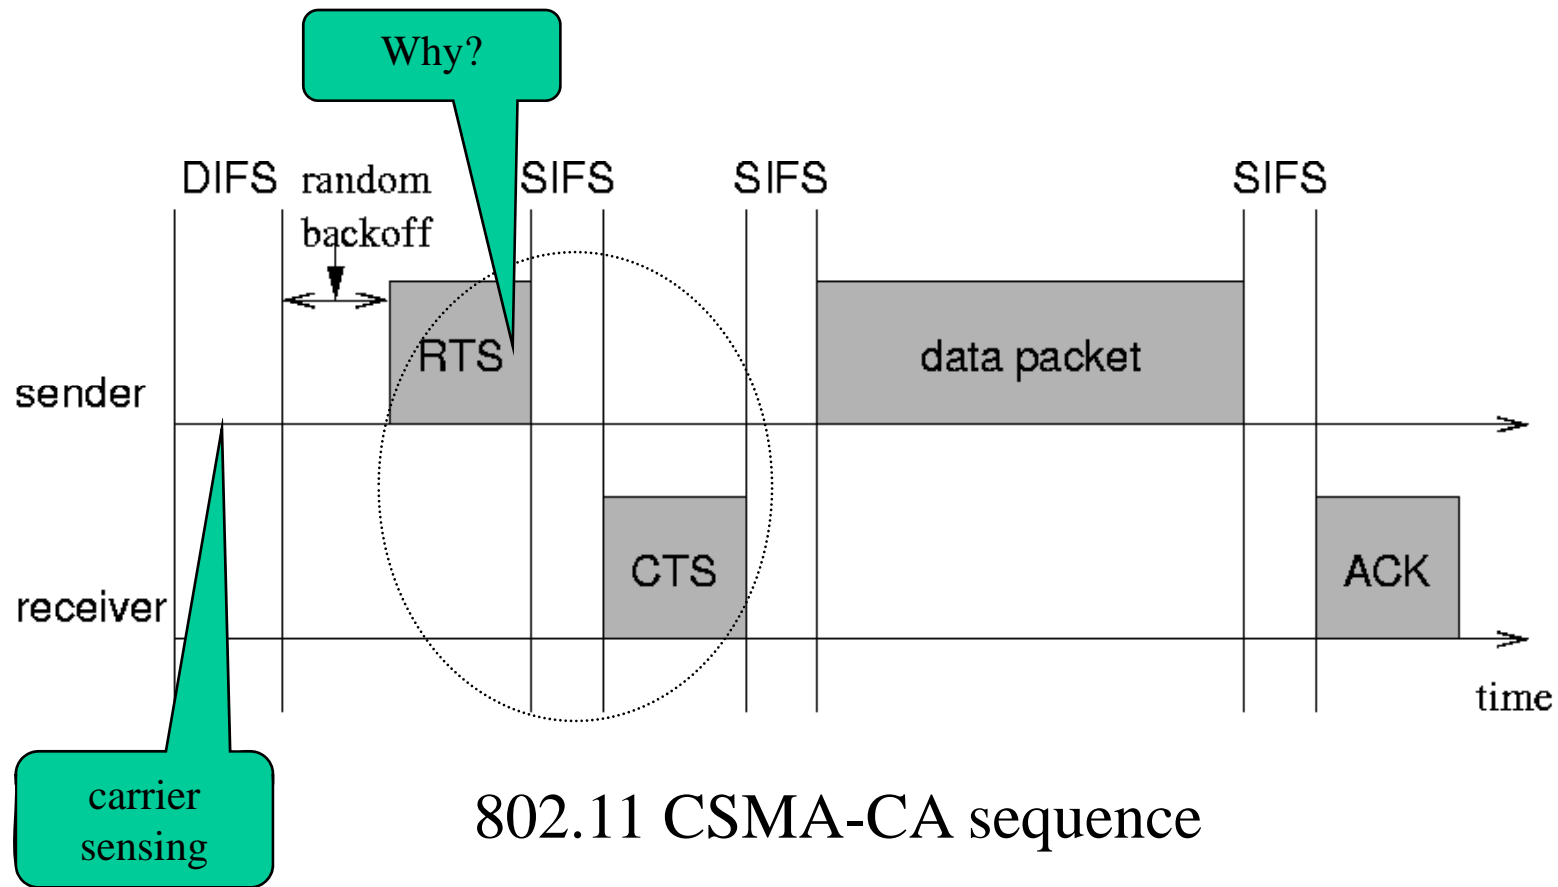 Why?
DIFS
random
backoff
SIFS
SIFS
SIFS
RTS
data packet
sender
CTS
ACK
receiver
time
carrier
sensing
802.11 CSMA-CA sequence